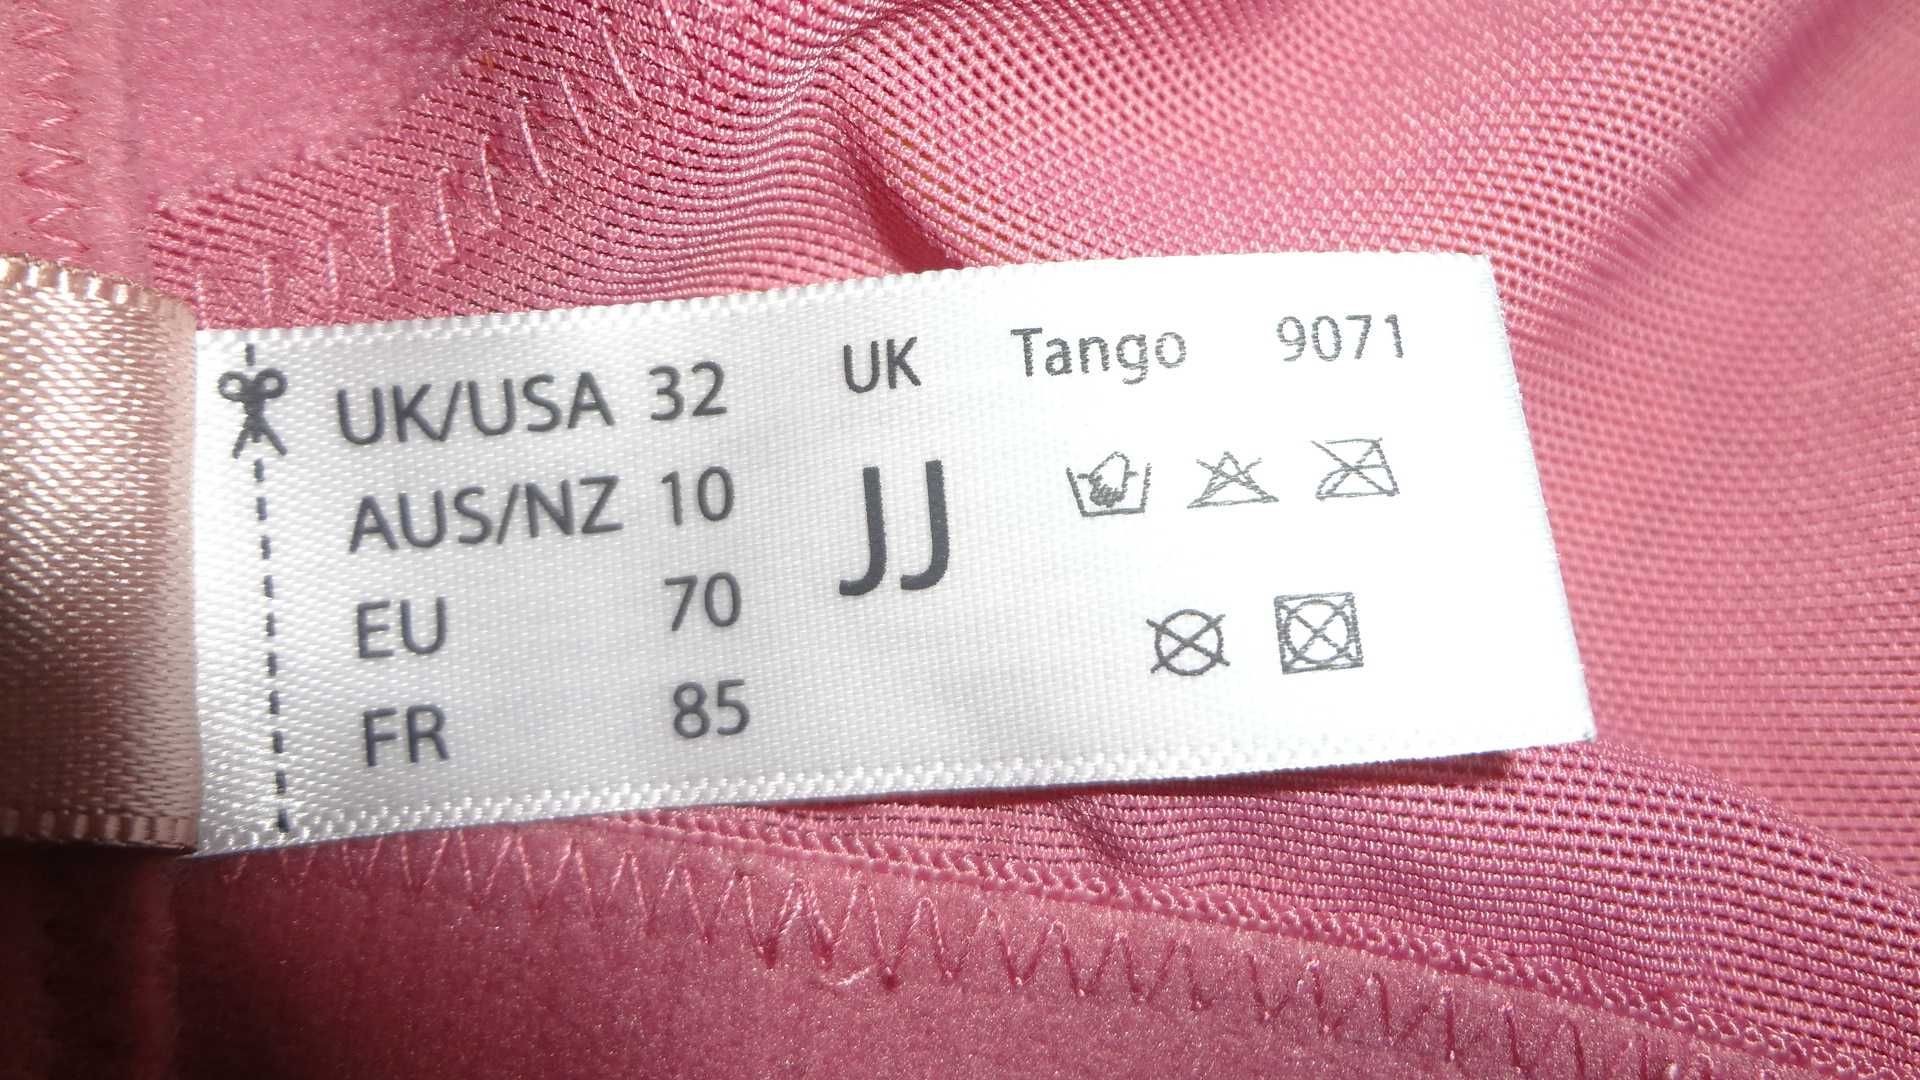 UK/USA 32
AUS/NZ 10
EU 70
FR 85
UK
JJ
Tango 9071